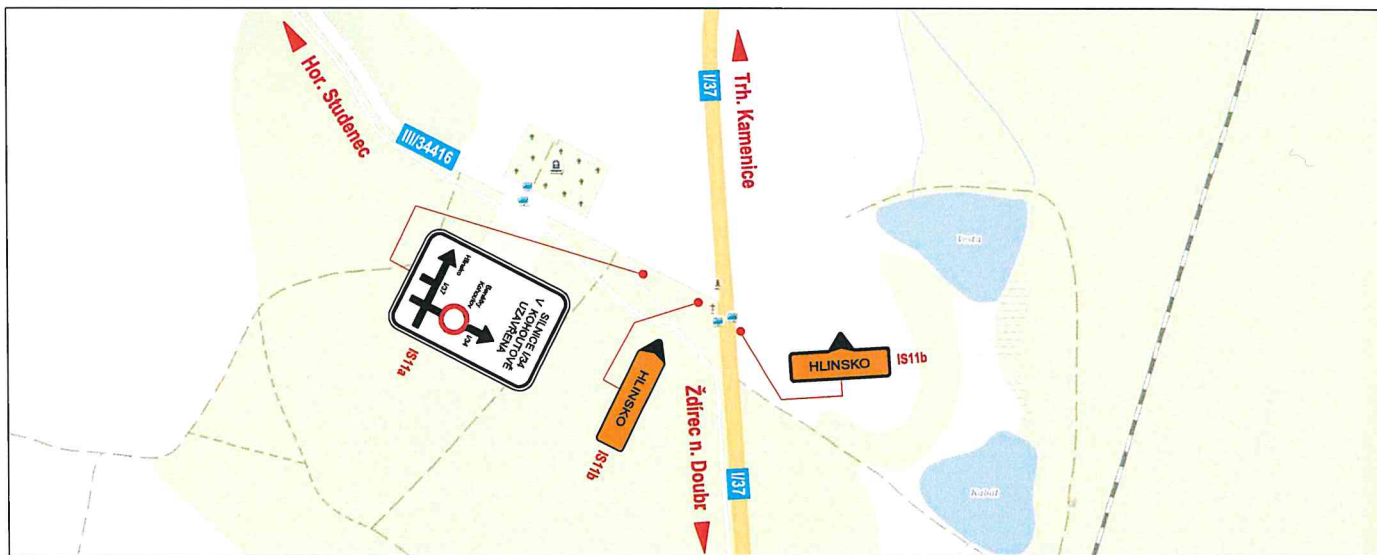 Hor. Studenec
III/34416
I/37
Trh. Kamenice
SILNICE I/34
V KOHOUTOVĚ
UZAVŘENA
Hlinsko
I/37
Kohoutov
I/34
IS11a
HLINSKO
IS11b
HLINSKO
IS11b
Ždírec n. Doubr
I/37